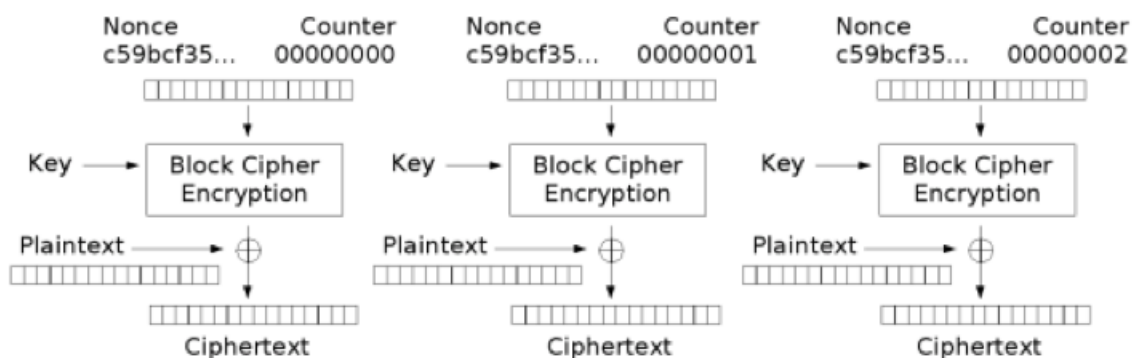 Nonce Counter Nonce Counter Nonce Counter
c59bcf35... 00000000 c59bcf35... 00000001 c59bcf35... 00000002
Key Block Cipher Encryption Key Block Cipher Encryption Key Block Cipher Encryption
Plaintext Plaintext Plaintext
Ciphertext Ciphertext Ciphertext